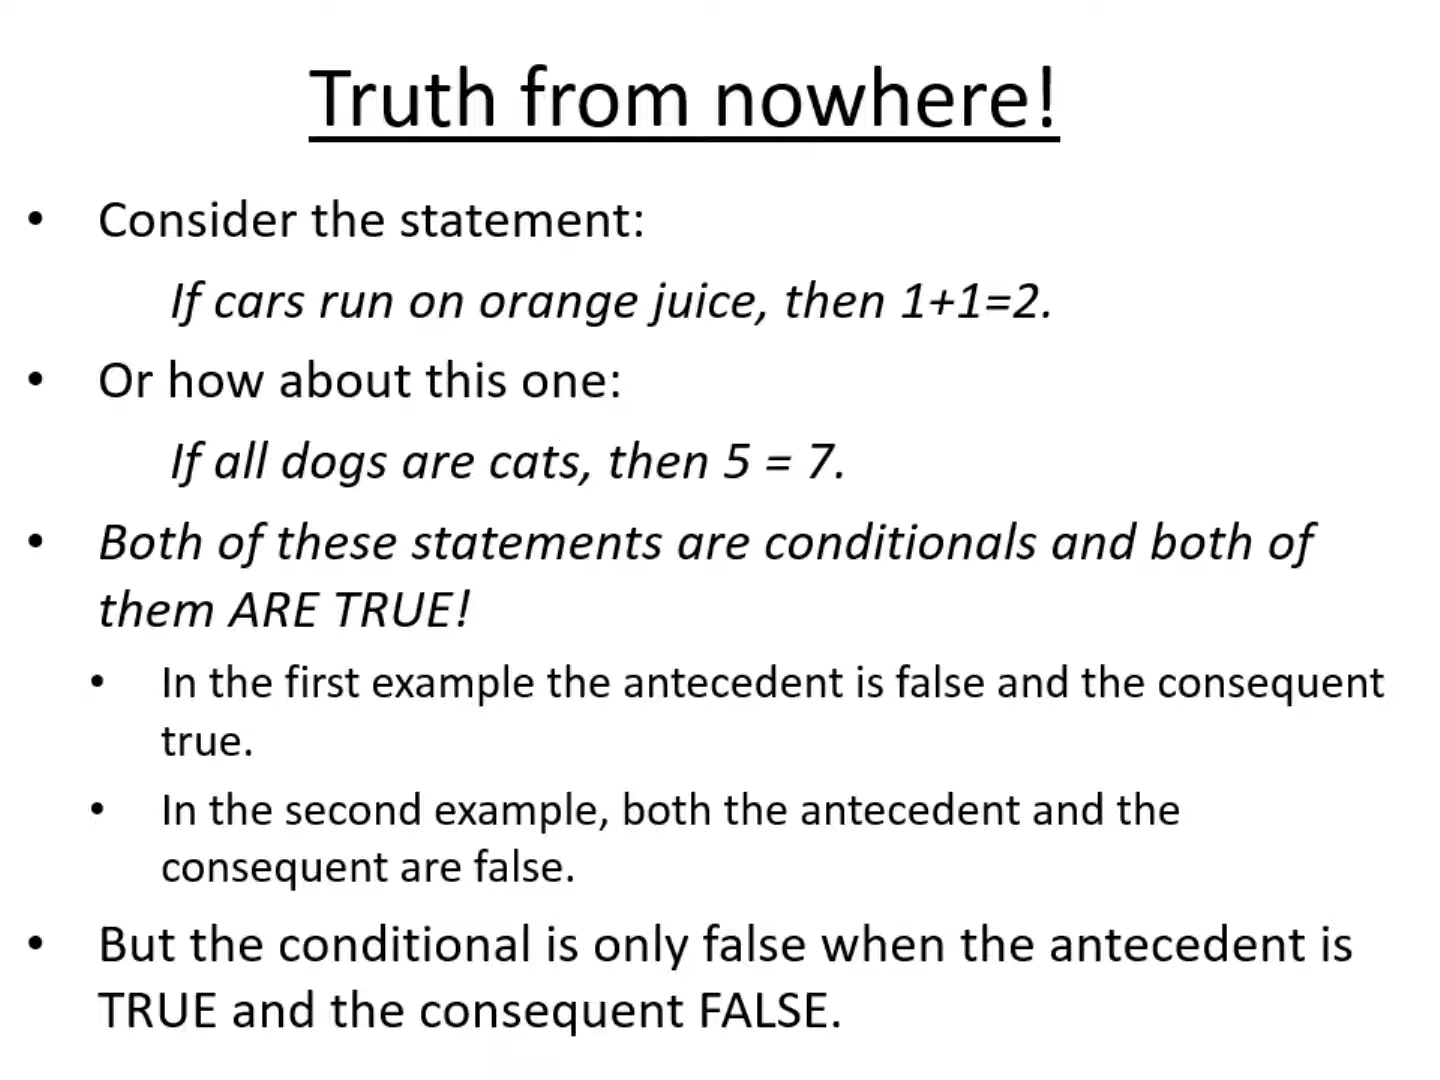 Truth from nowhere!
• Consider the statement:
If cars run on orange juice, then 1+1=2.
• Or how about this one:
If all dogs are cats, then 5 = 7.
• Both of these statements are conditionals and both of
them ARE TRUE!
• In the first example the antecedent is false and the consequent
true.
• In the second example, both the antecedent and the
consequent are false.
• But the conditional is only false when the antecedent is
TRUE and the consequent FALSE.